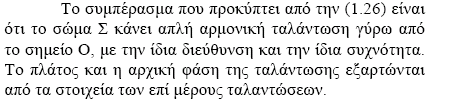 Το συμπέρασμα που προκύπτει από την (1.26) είναι
ότι το σώμα Σ κάνει απλή αρμονική ταλάντωση γύρω από
το σημείο Ο, με την ίδια διεύθυνση και την ίδια συχνότητα.
Το πλάτος και η αρχική φάση της ταλάντωσης εξαρτώνται
από τα στοιχεία των επί μέρους ταλαντώσεων.